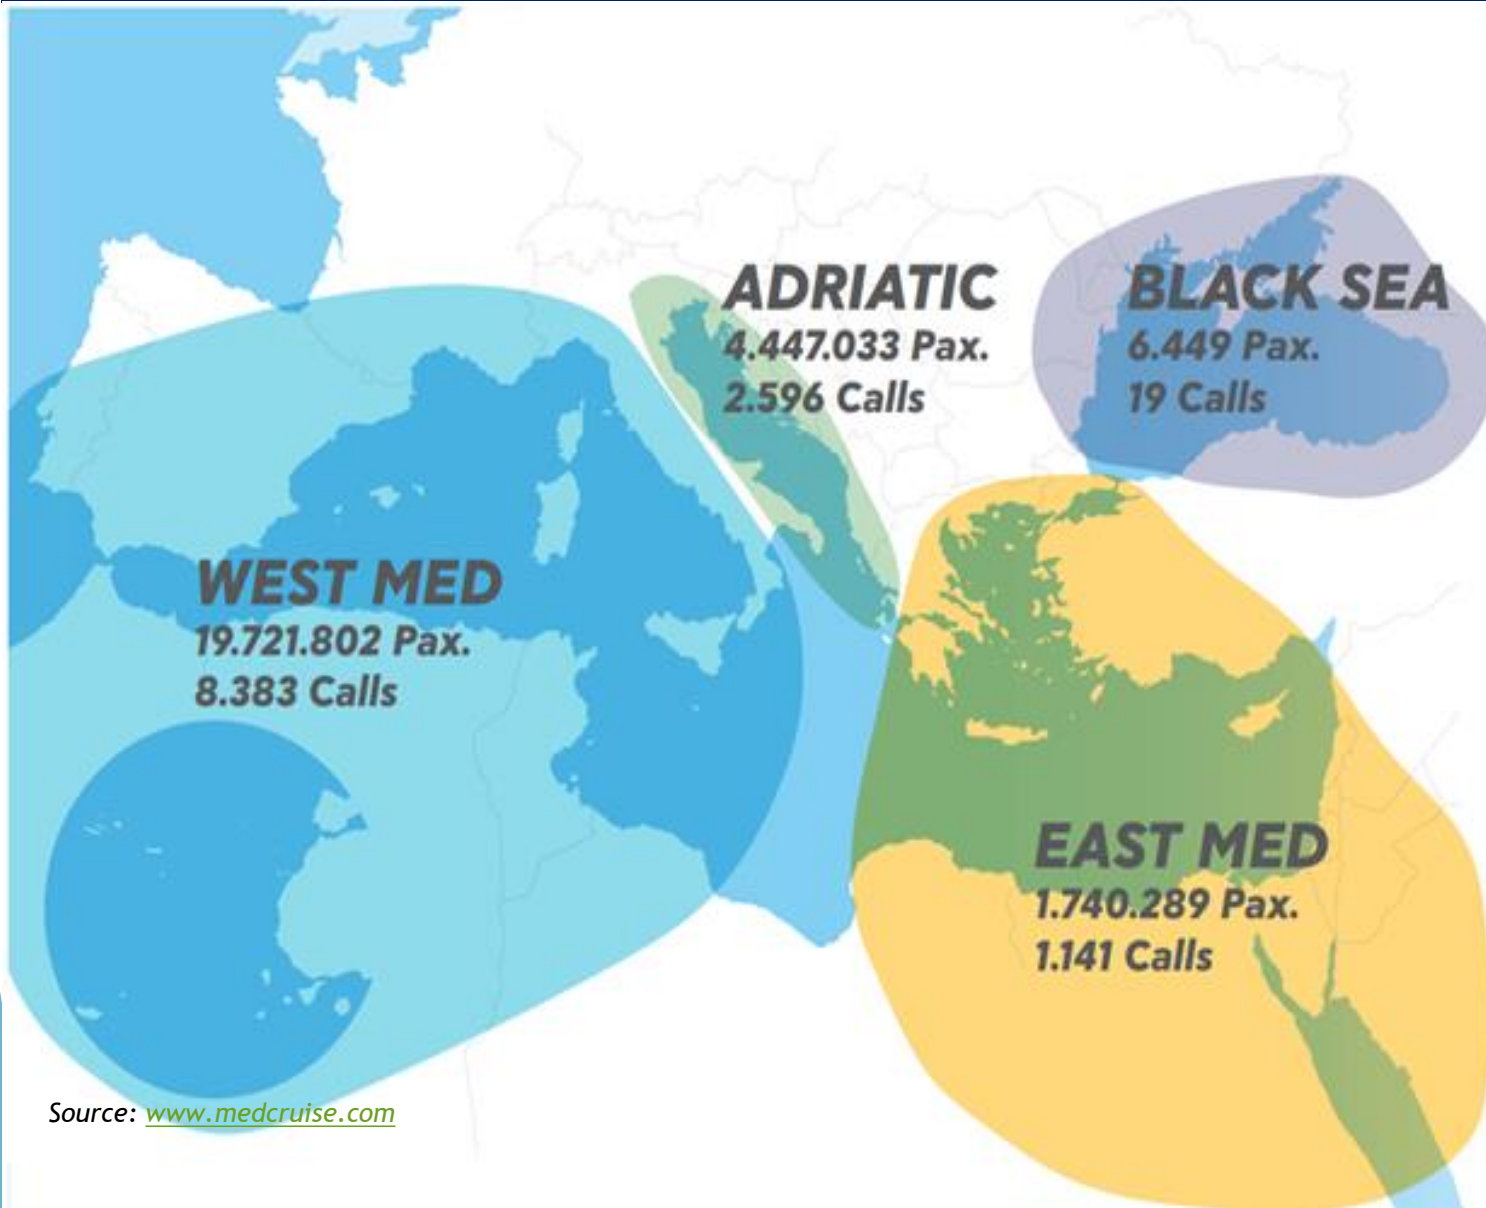 ADRIATIC
4.447.033 Pax.
2.596 Calls
BLACK SEA
6.449 Pax.
19 Calls
WEST MED
19.721.802 Pax.
8.383 Calls
EAST MED
1.740.289 Pax.
1.141 Calls
Source: www.medcruise.com